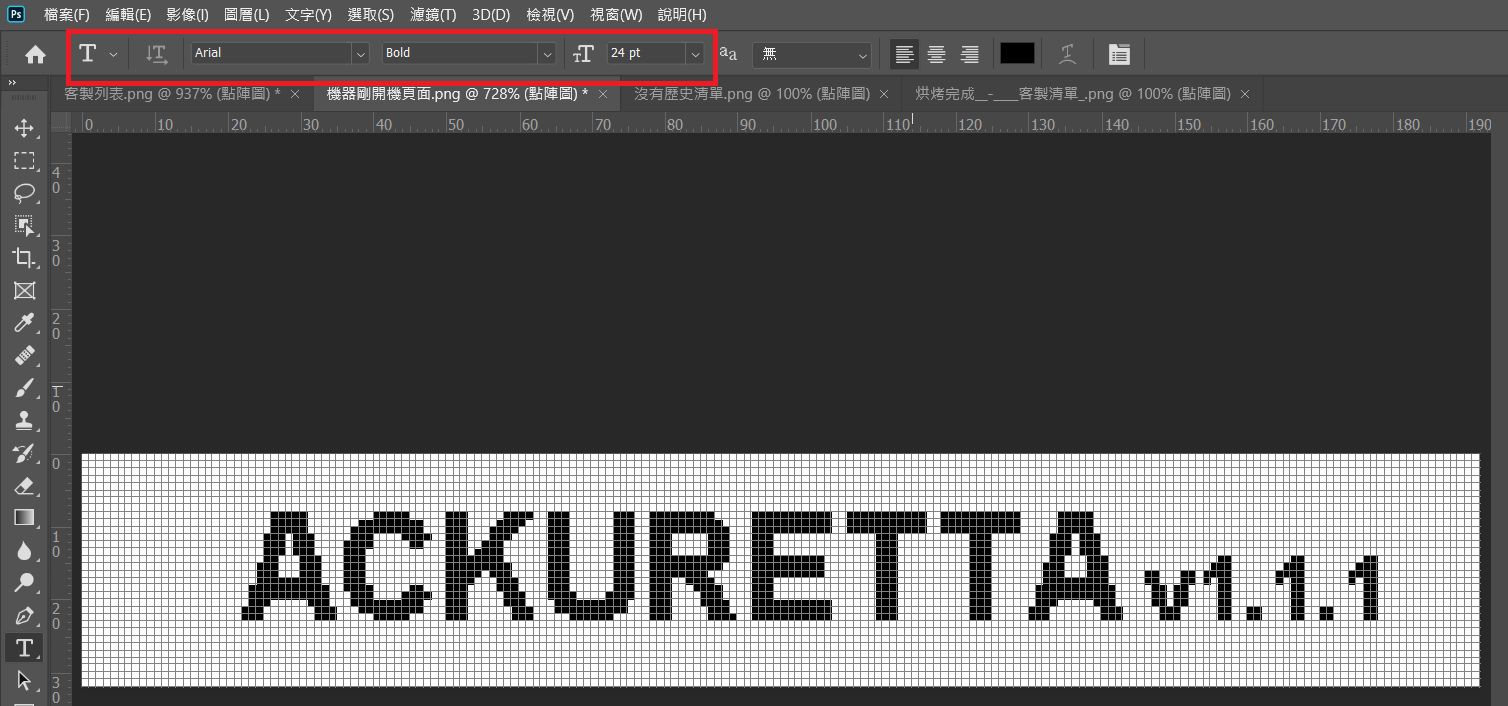 Ps 檔案(F) 編輯(E) 影像(I) 圖層(L) 文字(Y) 選取(S) 濾鏡(T) 3D(D) 檢視(V) 視窗(W) 說明(H)
T Arial Bold 24 pt aa 無
客製列表.png @ 937% (點陣圖) * × 機器剛開機頁面.png @ 728% (點陣圖) * × 沒有歷史清單.png @ 100% (點陣圖) × 烘烤完成__-____客製清單_.png @ 100% (點陣圖) ×
0 10 20 30 40 50 60 70 80 90 100 110 120 130 140 150 160 170 180 190
40
30
20
10
0
10
20
30
ACKURETTA v1.1.1